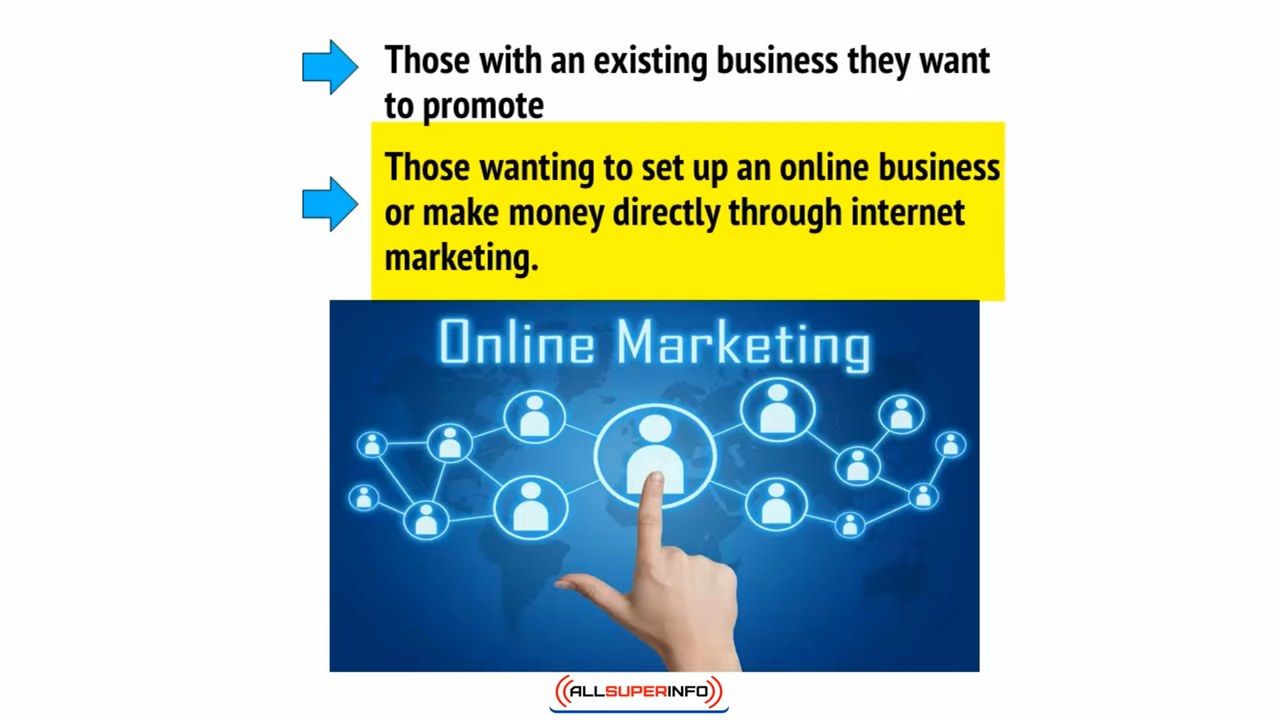 Those with an existing business they want
to promote
Those wanting to set up an online business
or make money directly through internet
marketing.
Online Marketing
ALLSUPERINFO